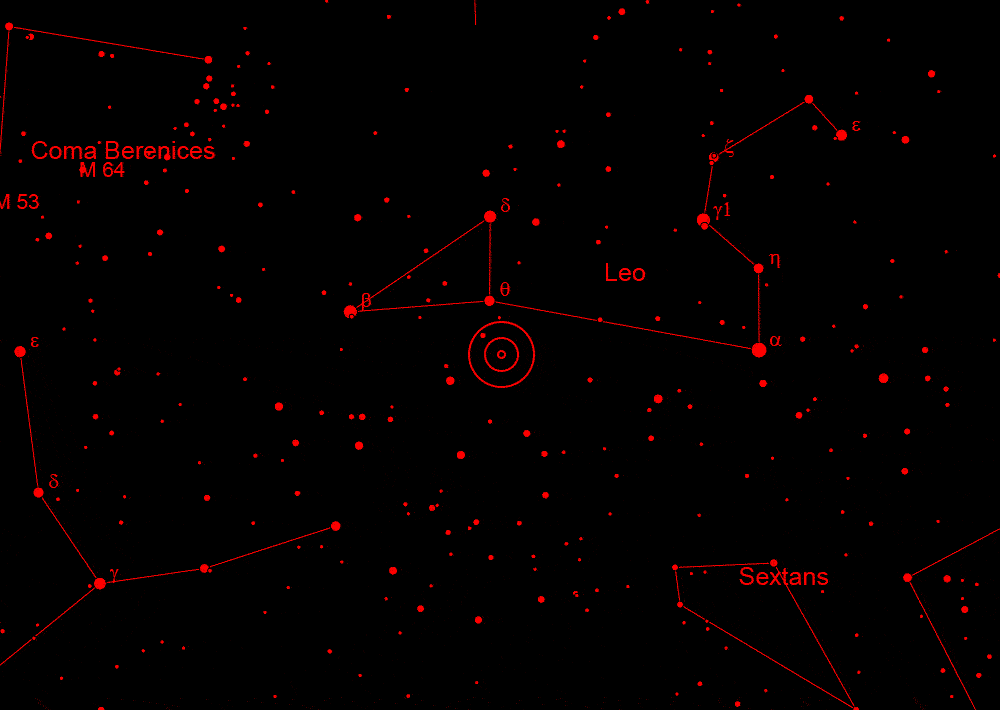 ε
ζ
Coma Berenices
M 64
M 53
δ
γ1
η
Leo
θ
β
α
ε
δ
γ
Sextans